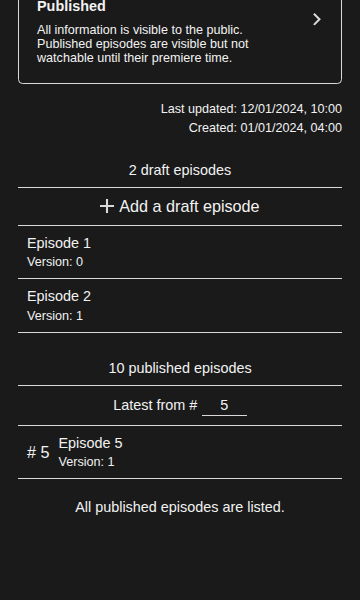 Published
All information is visible to the public.
Published episodes are visible but not
watchable until their premiere time.
Last updated: 12/01/2024, 10:00
Created: 01/01/2024, 04:00
2 draft episodes
Add a draft episode
Episode 1
Version: 0
Episode 2
Version: 1
10 published episodes
Latest from # 5
# 5 Episode 5
Version: 1
All published episodes are listed.